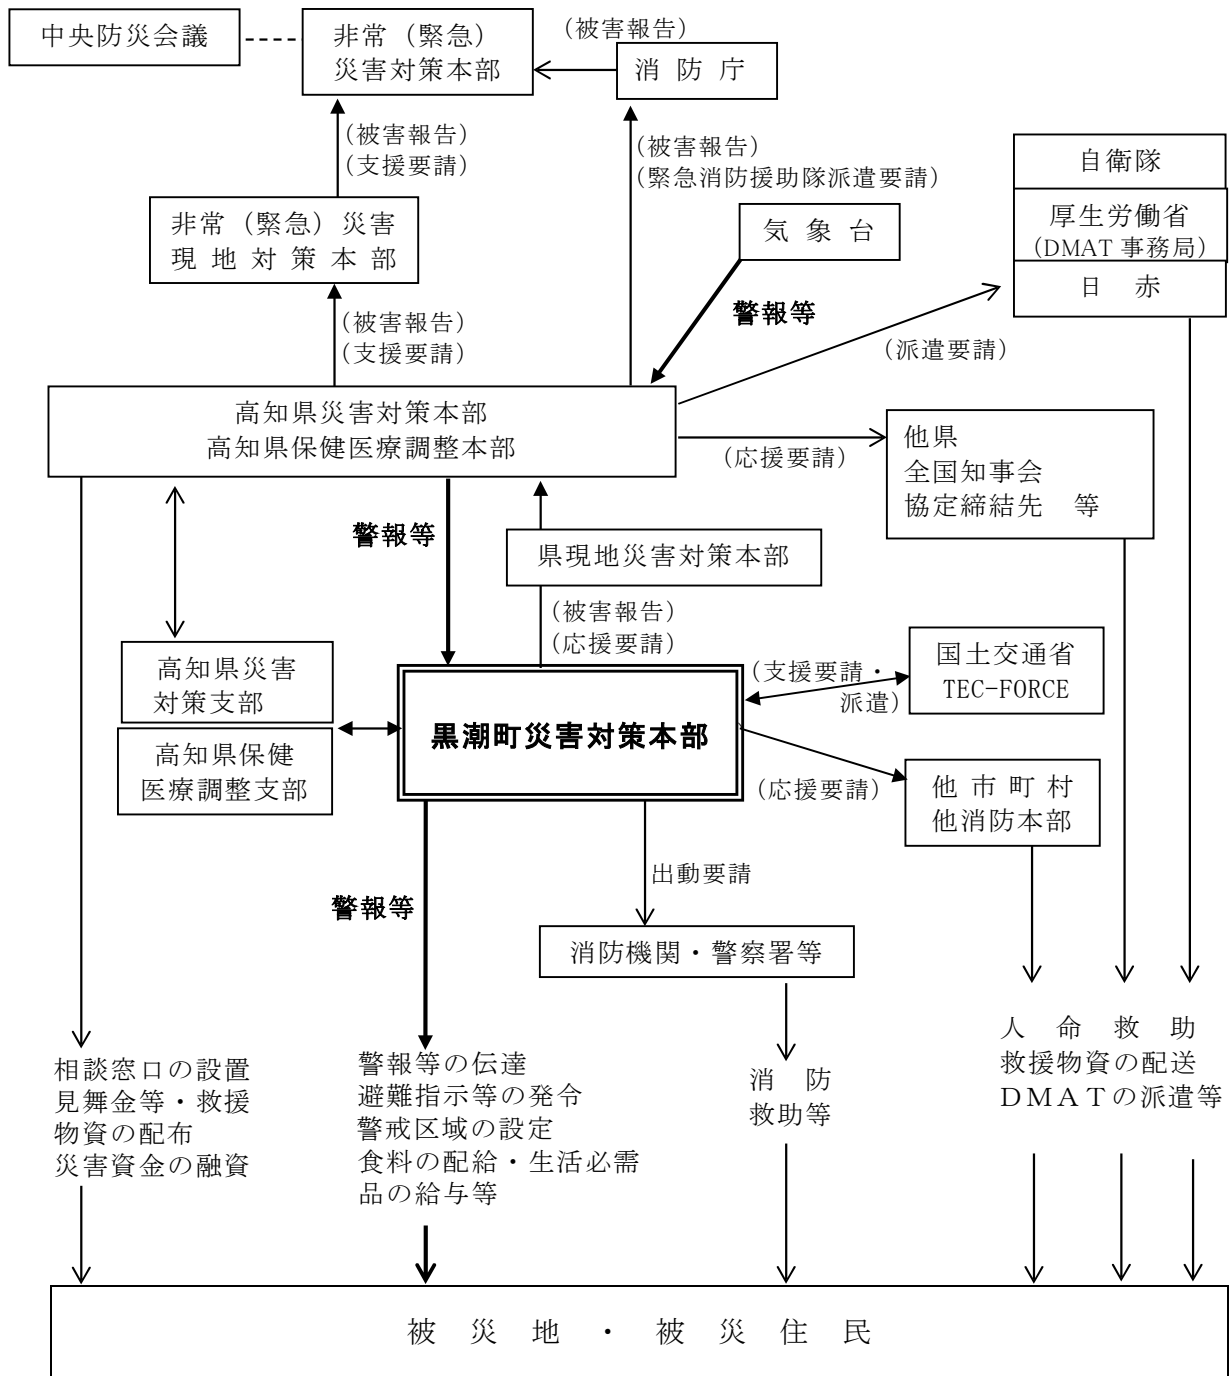 中央防災会議
非常（緊急）
災害対策本部
（被害報告）
消 防 庁
（被害報告）
（支援要請）
（被害報告）
（緊急消防援助隊派遣要請）
自衛隊
厚生労働省
（DMAT 事務局）
日 赤
非常（緊急）災害
現 地 対 策 本 部
気 象 台
警報等
（被害報告）
（支援要請）
（派遣要請）
高知県災害対策本部
高知県保健医療調整本部
（応援要請）
他県
全国知事会
協定締結先 等
警報等
県現地災害対策本部
（被害報告）
（応援要請）
高知県災害
対策支部
高知県保健
医療調整支部
黒潮町災害対策本部
（支援要請・
派遣）
国土交通省
TEC-FORCE
（応援要請）
他 市 町 村
他消防本部
出動要請
警報等
消防機関・警察署等
相談窓口の設置
見舞金等・救援
物資の配布
災害資金の融資
警報等の伝達
避難指示等の発令
警戒区域の設定
食料の配給・生活必需
品の給与等
消 防
救助等
人 命 救 助
救援物資の配送
ＤＭＡＴの派遣等
被 災 地 ・ 被 災 住 民